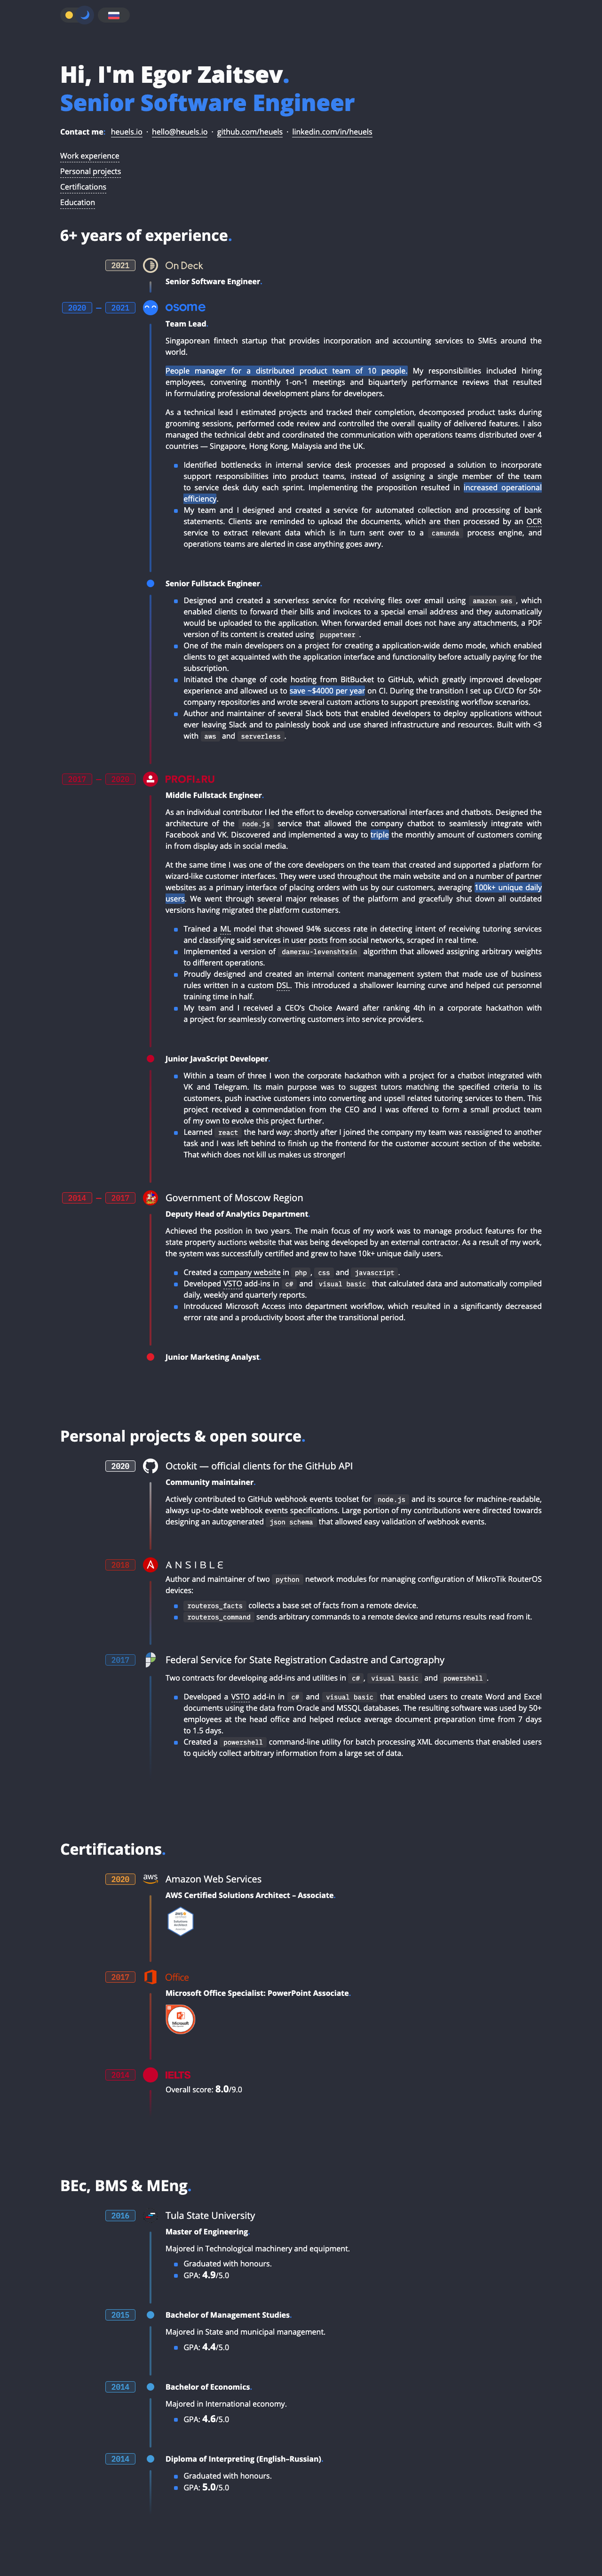 Hi, I'm Egor Zaitsev.
Senior Software Engineer
Contact me: heuels.io · hello@heuels.io · github.com/heuels · linkedin.com/in/heuels
Work experience
Personal projects
Certifications
Education
6+ years of experience.
2021 On Deck
Senior Software Engineer.
2020 — 2021 osome
Team Lead.
Singaporean fintech startup that provides incorporation and accounting services to SMEs around the
world.
People manager for a distributed product team of 10 people. My responsibilities included hiring
employees, convening monthly 1-on-1 meetings and biquarterly performance reviews that resulted
in formulating professional development plans for developers.
As a technical lead I estimated projects and tracked their completion, decomposed product tasks during
grooming sessions, performed code review and controlled the overall quality of delivered features. I also
managed the technical debt and coordinated the communication with operations teams distributed over 4
countries — Singapore, Hong Kong, Malaysia and the UK.
Identified bottlenecks in internal service desk processes and proposed a solution to incorporate
support responsibilities into product teams, instead of assigning a single member of the team
to service desk duty each sprint. Implementing the proposition resulted in increased operational
efficiency.
My team and I designed and created a service for automated collection and processing of bank
statements. Clients are reminded to upload the documents, which are then processed by an OCR
service to extract relevant data which is in turn sent over to a camunda process engine, and
operations teams are alerted in case anything goes awry.
Senior Fullstack Engineer.
Designed and created a serverless service for receiving files over email using amazon ses, which
enabled clients to forward their bills and invoices to a special email address and they automatically
would be uploaded to the application. When forwarded email does not have any attachments, a PDF
version of its content is created using puppeteer.
One of the main developers on a project for creating a application-wide demo mode, which enabled
clients to get acquainted with the application interface and functionality before actually paying for the
subscription.
Initiated the change of code hosting from BitBucket to GitHub, which greatly improved developer
experience and allowed us to save ~$4000 per year on CI. During the transition I set up CI/CD for 50+
company repositories and wrote several custom actions to support preexisting workflow scenarios.
Author and maintainer of several Slack bots that enabled developers to deploy applications without
ever leaving Slack and to painlessly book and use shared infrastructure and resources. Built with <3
with aws and serverless.
2017 — 2020 PROFI.RU
Middle Fullstack Engineer.
As an individual contributor I led the effort to develop conversational interfaces and chatbots. Designed the
architecture of the node.js service that allowed the company chatbot to seamlessly integrate with
Facebook and VK. Discovered and implemented a way to triple the monthly amount of customers coming
in from display ads in social media.
At the same time I was one of the core developers on the team that created and supported a platform for
wizard-like customer interfaces. They were used throughout the main website and on a number of partner
websites as a primary interface of placing orders with us by our customers, averaging 100k+ unique daily
users. We went through several major releases of the platform and gracefully shut down all outdated
versions having migrated the platform customers.
Trained a ML model that showed 94% success rate in detecting intent of receiving tutoring services
and classifying said services in user posts from social networks, scraped in real time.
Implemented a version of damerau-levenshtein algorithm that allowed assigning arbitrary weights
to different operations.
Proudly designed and created an internal content management system that made use of business
rules written in a custom DSL. This introduced a shallower learning curve and helped cut personnel
training time in half.
My team and I received a CEO's Choice Award after ranking 4th in a corporate hackathon with
a project for seamlessly converting customers into service providers.
Junior JavaScript Developer.
Within a team of three I won the corporate hackathon with a project for a chatbot integrated with
VK and Telegram. Its main purpose was to suggest tutors matching the specified criteria to its
customers, push inactive customers into converting and upsell related tutoring services to them. This
project received a commendation from the CEO and I was offered to form a small product team
of my own to evolve this project further.
Learned react the hard way: shortly after I joined the company my team was reassigned to another
task and I was left behind to finish up the frontend for the customer account section of the website.
That which does not kill us makes us stronger!
2014 — 2017 Government of Moscow Region
Deputy Head of Analytics Department.
Achieved the position in two years. The main focus of my work was to manage product features for the
state property auctions website that was being developed by an external contractor. As a result of my work,
the system was successfully certified and grew to have 10k+ unique daily users.
Created a company website in php, css and javascript.
Developed VSTO add-ins in c# and visual basic that calculated data and automatically compiled
daily, weekly and quarterly reports.
Introduced Microsoft Access into department workflow, which resulted in a significantly decreased
error rate and a productivity boost after the transitional period.
Junior Marketing Analyst.
Personal projects & open source.
2020 Octokit — official clients for the GitHub API
Community maintainer.
Actively contributed to GitHub webhook events toolset for node.js and its source for machine-readable,
always up-to-date webhook events specifications. Large portion of my contributions were directed towards
designing an autogenerated json schema that allowed easy validation of webhook events.
2018 ANSIBLE
Author and maintainer of two python network modules for managing configuration of MikroTik RouterOS
devices:
routeros_facts collects a base set of facts from a remote device.
routeros_command sends arbitrary commands to a remote device and returns results read from it.
2017 Federal Service for State Registration Cadastre and Cartography
Two contracts for developing add-ins and utilities in c#, visual basic and powershell.
Developed a VSTO add-in in c# and visual basic that enabled users to create Word and Excel
documents using the data from Oracle and MSSQL databases. The resulting software was used by 50+
employees at the head office and helped reduce average document preparation time from 7 days
to 1.5 days.
Created a powershell command-line utility for batch processing XML documents that enabled users
to quickly collect arbitrary information from a large set of data.
Certifications.
2020 aws Amazon Web Services
AWS Certified Solutions Architect – Associate.
2017 Office
Microsoft Office Specialist: PowerPoint Associate.
Microsoft
2014 IELTS
Overall score: 8.0/9.0
BEc, BMS & MEng.
2016 Tula State University
Master of Engineering.
Majored in Technological machinery and equipment.
Graduated with honours.
GPA: 4.9/5.0
2015 Bachelor of Management Studies.
Majored in State and municipal management.
GPA: 4.4/5.0
2014 Bachelor of Economics.
Majored in International economy.
GPA: 4.6/5.0
2014 Diploma of Interpreting (English–Russian).
Graduated with honours.
GPA: 5.0/5.0